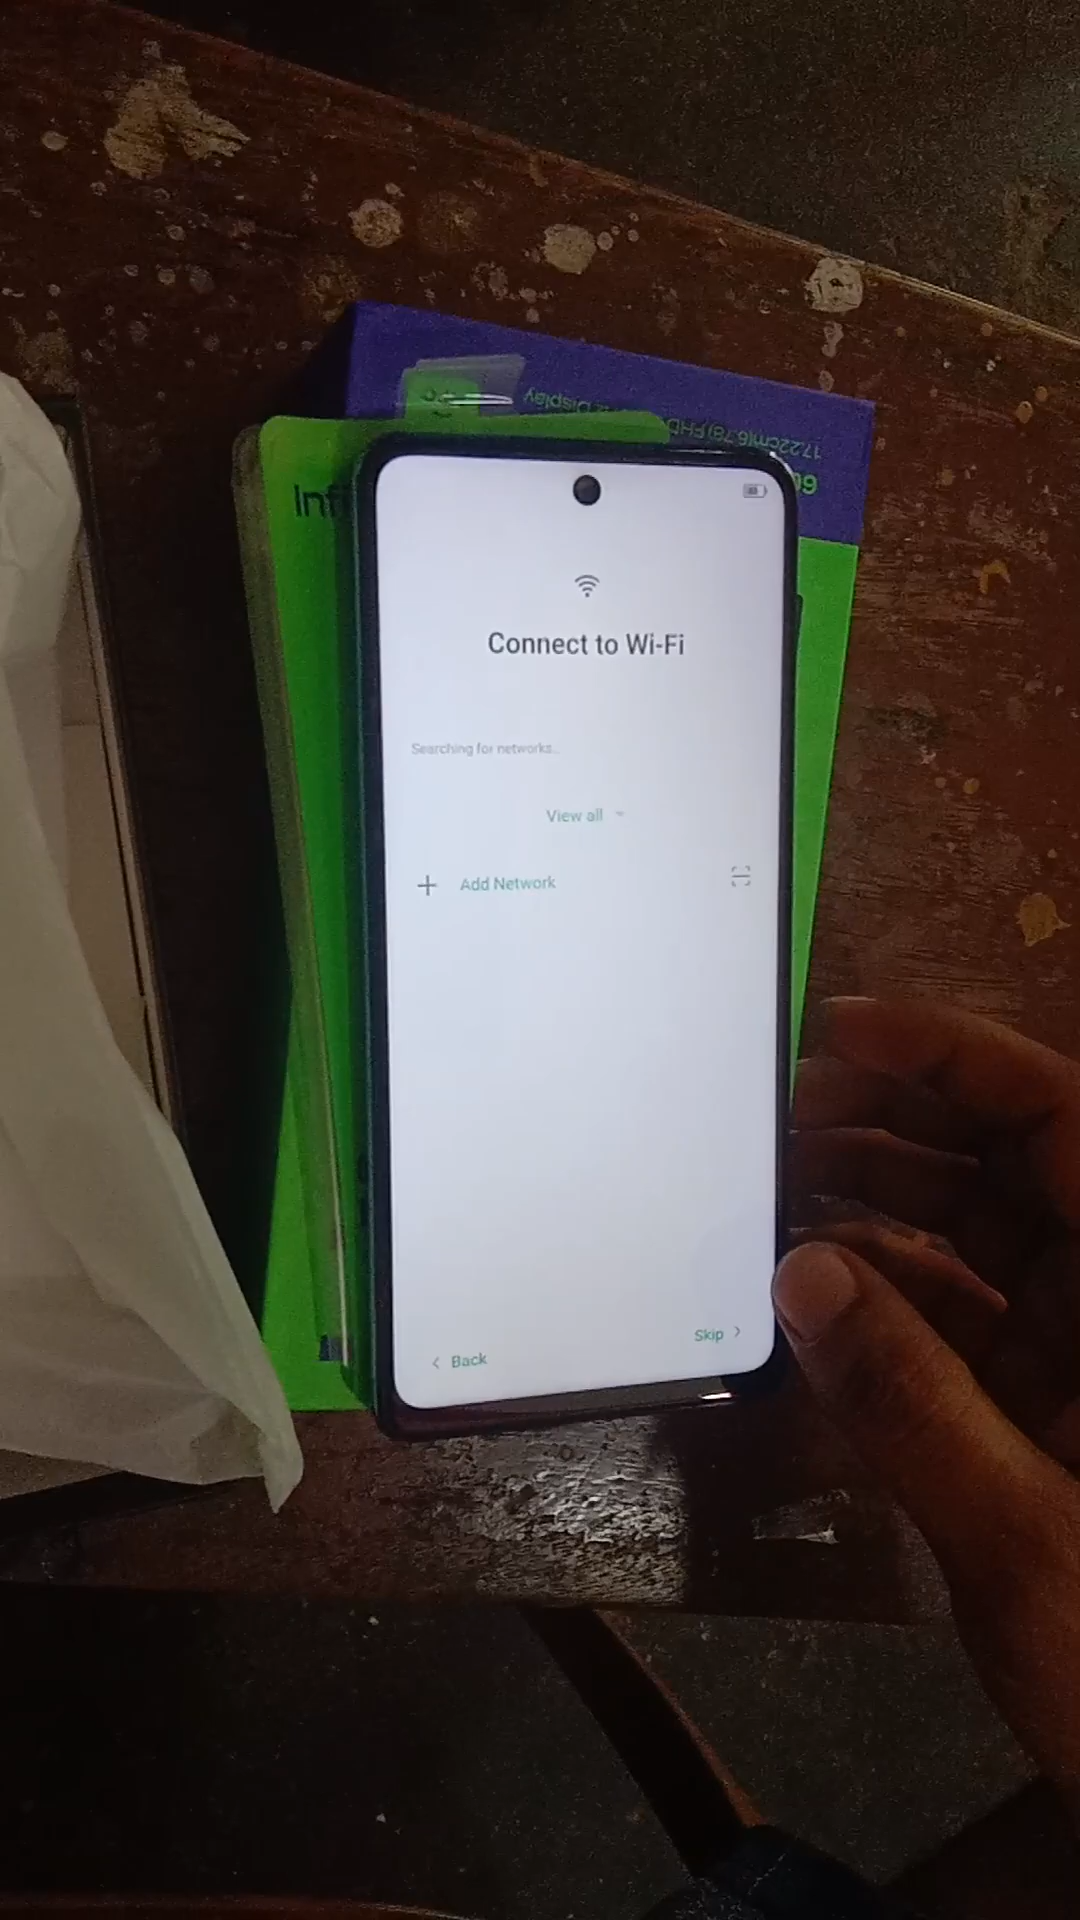 17.22cm(6.78)FHD
Display
Inf
Connect to Wi-Fi
Searching for networks...
View all
Add Network
Skip
Back